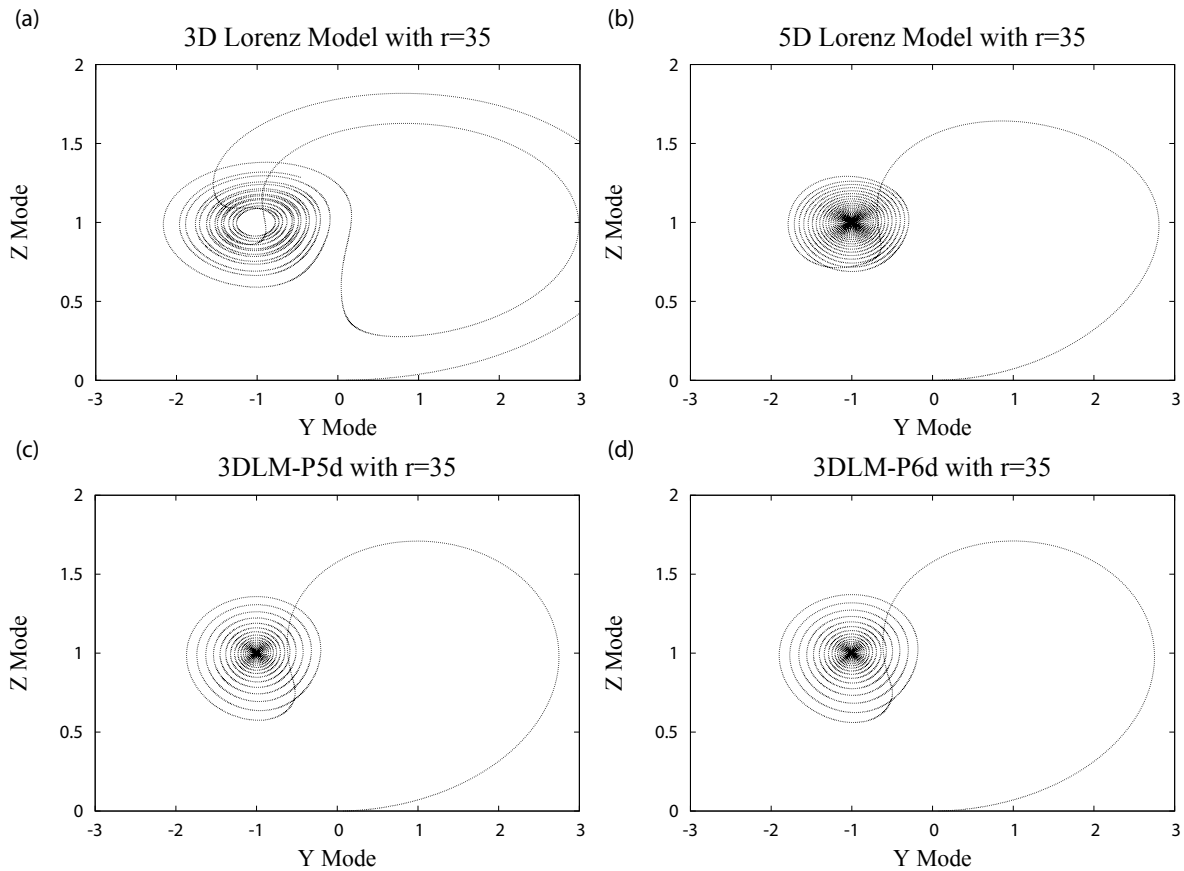 (a)
3D Lorenz Model with r=35
2
1.5
1
0.5
0
Z Mode
-3 -2 -1 0 1 2 3
Y Mode
(b)
5D Lorenz Model with r=35
2
1.5
1
0.5
0
Z Mode
-3 -2 -1 0 1 2 3
Y Mode
(c)
3DLM-P5d with r=35
2
1.5
1
0.5
0
Z Mode
-3 -2 -1 0 1 2 3
Y Mode
(d)
3DLM-P6d with r=35
2
1.5
1
0.5
0
Z Mode
-3 -2 -1 0 1 2 3
Y Mode